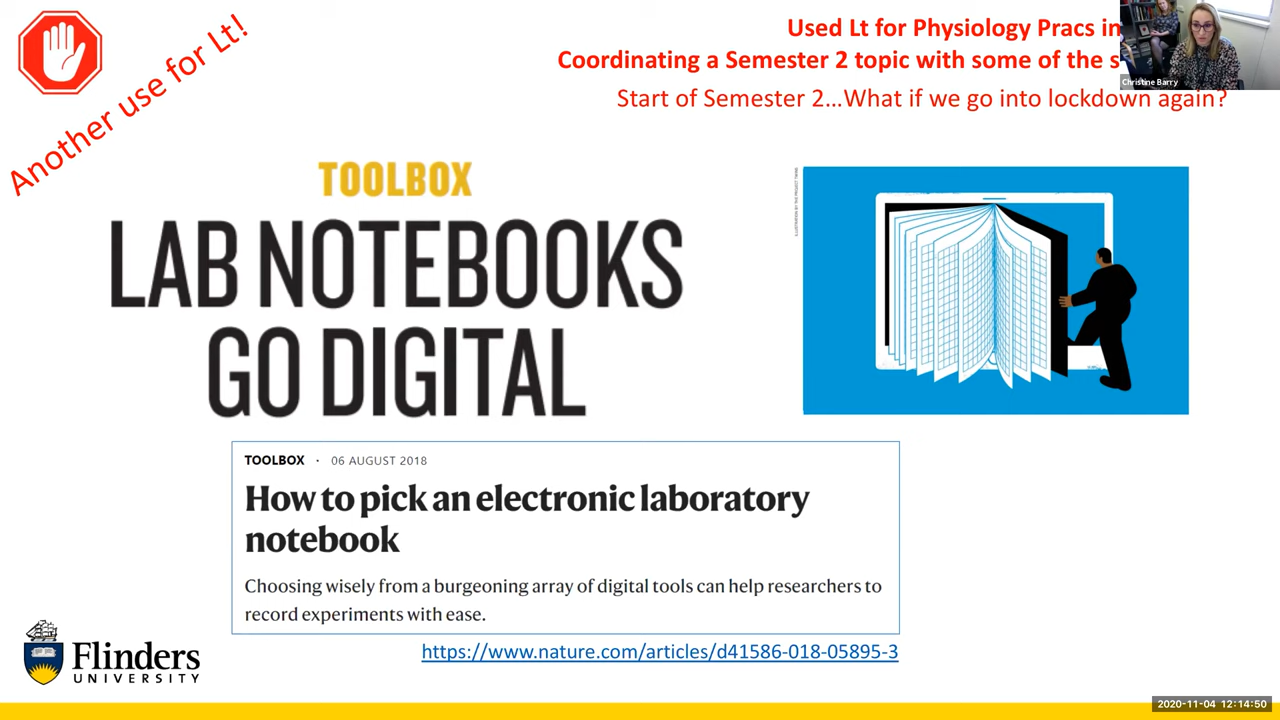 Another use for Lt!
Used Lt for Physiology Pracs in
Coordinating a Semester 2 topic with some of the s
Start of Semester 2...What if we go into lockdown again?
Christine Barry
TOOLBOX
LAB NOTEBOOKS
GO DIGITAL
TOOLBOX · 06 AUGUST 2018
How to pick an electronic laboratory
notebook
Choosing wisely from a burgeoning array of digital tools can help researchers to
record experiments with ease.
https://www.nature.com/articles/d41586-018-05895-3
Flinders
UNIVERSITY
2020-11-04 12:14:50